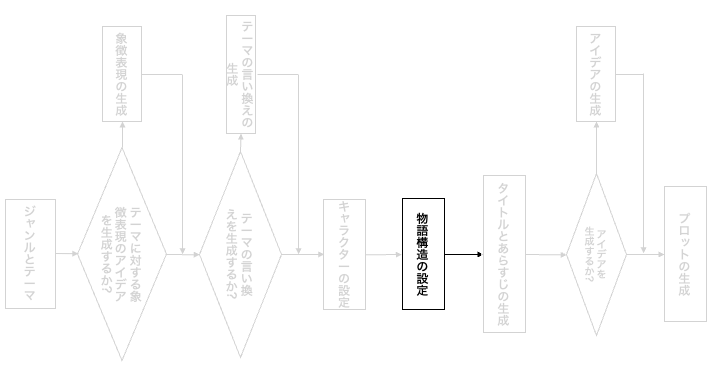 ジャンルとテーマ
テーマに対する象
徴表現のアイデア
を生成するか?
象徴表現の生成
テーマの言い換
えを生成するか?
テーマの言い換えの
生成
キャラクターの設定
物語構造の設定
タイトルとあらすじの生成
アイデアを
生成するか?
アイデアの生成
プロットの生成